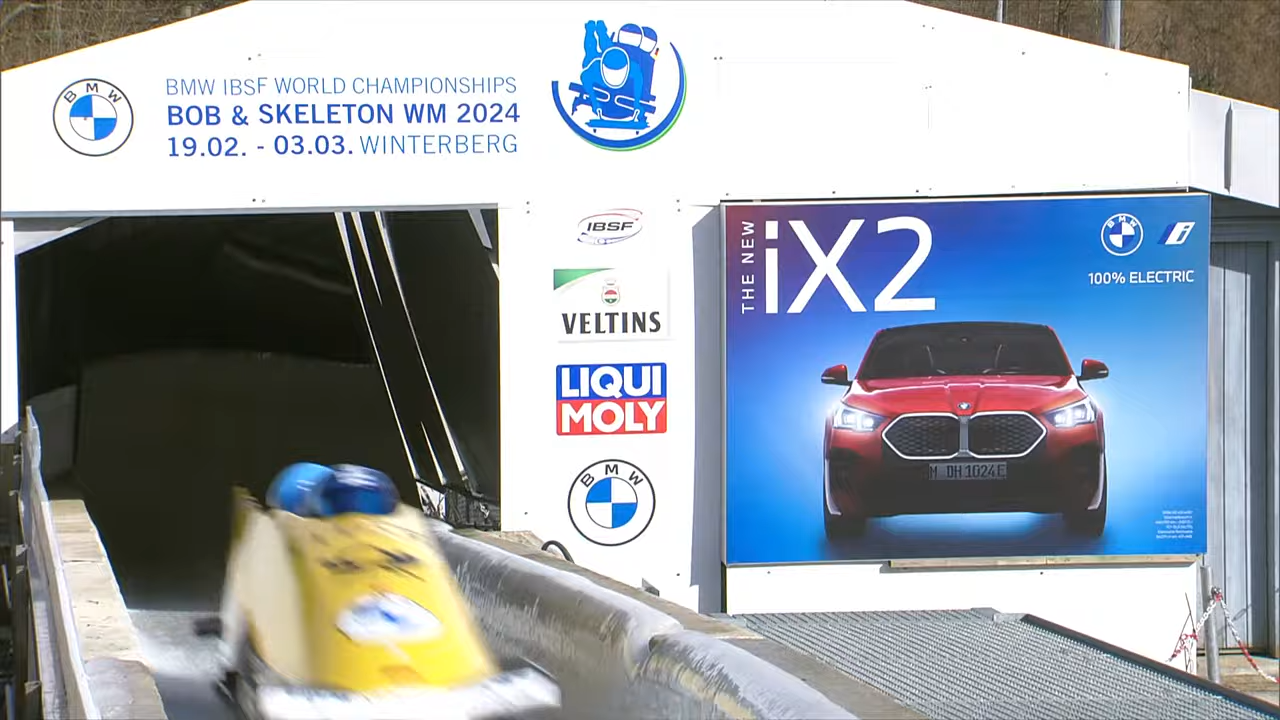 BMW
BMW IBSF WORLD CHAMPIONSHIPS
BOB & SKELETON WM 2024
19.02. - 03.03. WINTERBERG
IBSF
VELTINS
LIQUI
MOLY
BMW
THE NEW
iX2
BMW
i
100% ELECTRIC
M DH 1024E